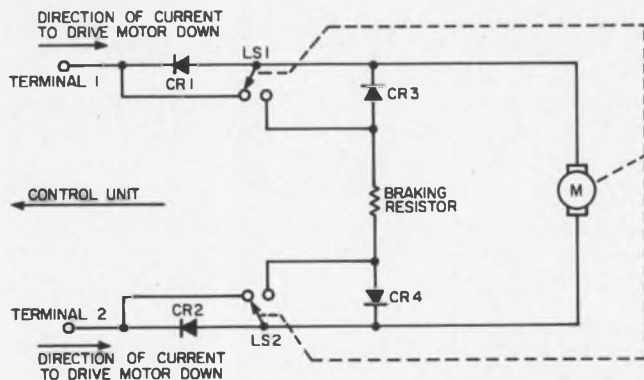 DIRECTION OF CURRENT
TO DRIVE MOTOR DOWN
LS1
TERMINAL 1
CR1
CR3
CONTROL UNIT
BRAKING
RESISTOR
M
CR4
TERMINAL 2
CR2
LS2
DIRECTION OF CURRENT
TO DRIVE MOTOR DOWN